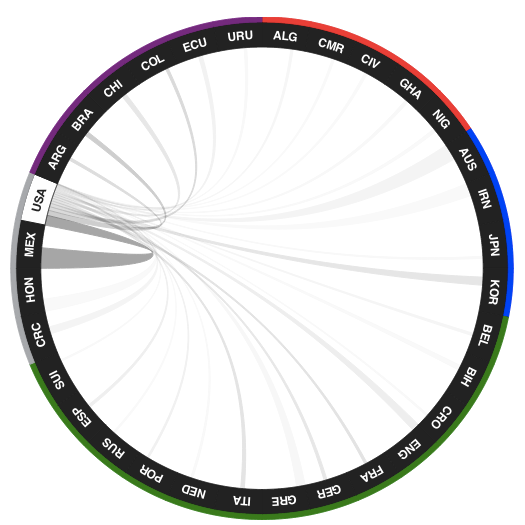 URU
ALG
CMR
CIV
GHA
NIG
AUS
IRN
JPN
KOR
BEL
BIH
CRO
ENG
FRA
GER
GRE
ITA
NED
POR
RUS
ESP
SUI
CRC
HON
MEX
USA
ARG
BRA
CHI
COL
ECU